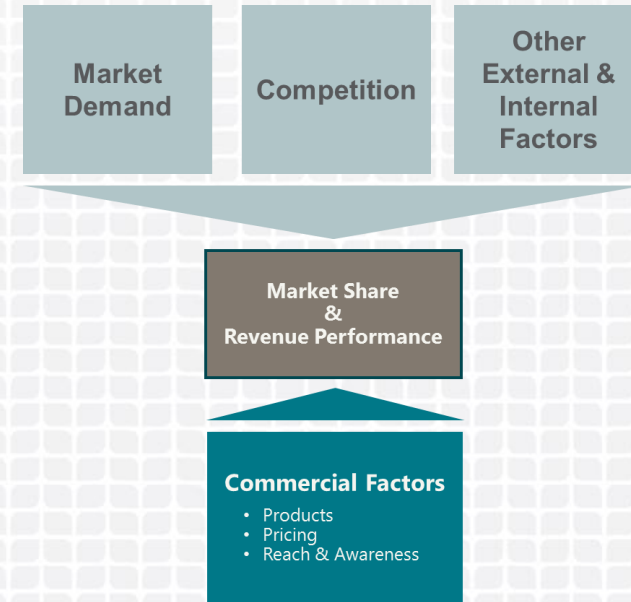 Market
Demand
Competition
Other
External &
Internal
Factors
Market Share
&
Revenue Performance
Commercial Factors
• Products
• Pricing
• Reach & Awareness